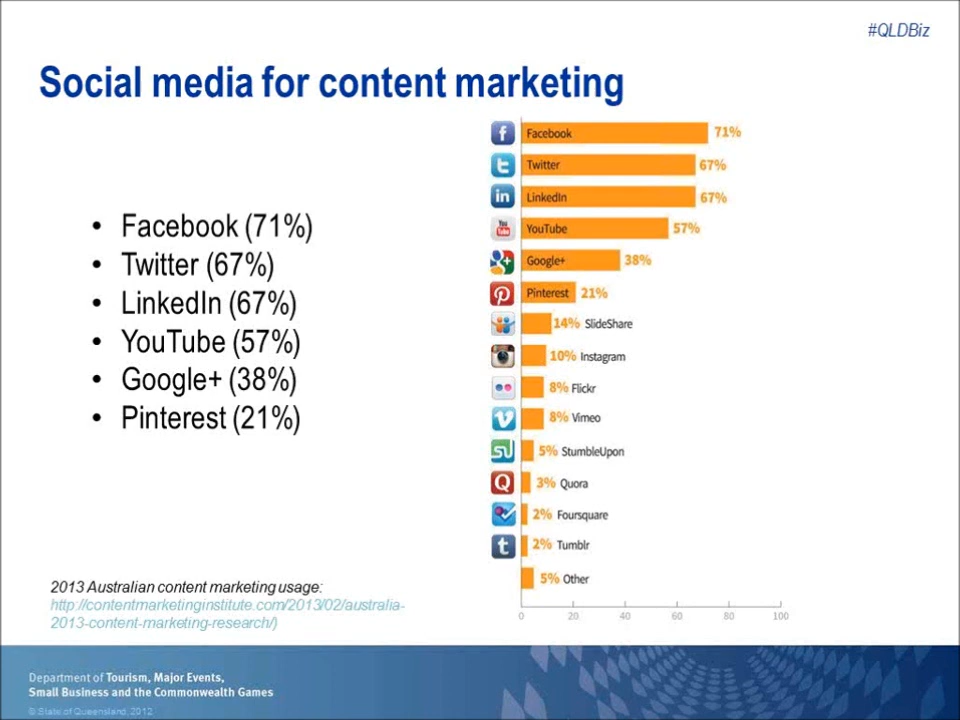 #QLDBiz
Social media for content marketing
• Facebook (71%)
• Twitter (67%)
• LinkedIn (67%)
• YouTube (57%)
• Google+ (38%)
• Pinterest (21%)
Facebook 71%
Twitter 67%
LinkedIn 67%
YouTube 57%
Google+ 38%
Pinterest 21%
14% SlideShare
10% Instagram
8% Flickr
8% Vimeo
5% StumbleUpon
3% Quora
2% Foursquare
2% Tumblr
5% Other
0 20 40 60 80 100
2013 Australian content marketing usage:
http://contentmarketinginstitute.com/2013/02/australia-
2013-content-marketing-research/)
Department of Tourism, Major Events,
Small Business and the Commonwealth Games
© State of Queensland 2012